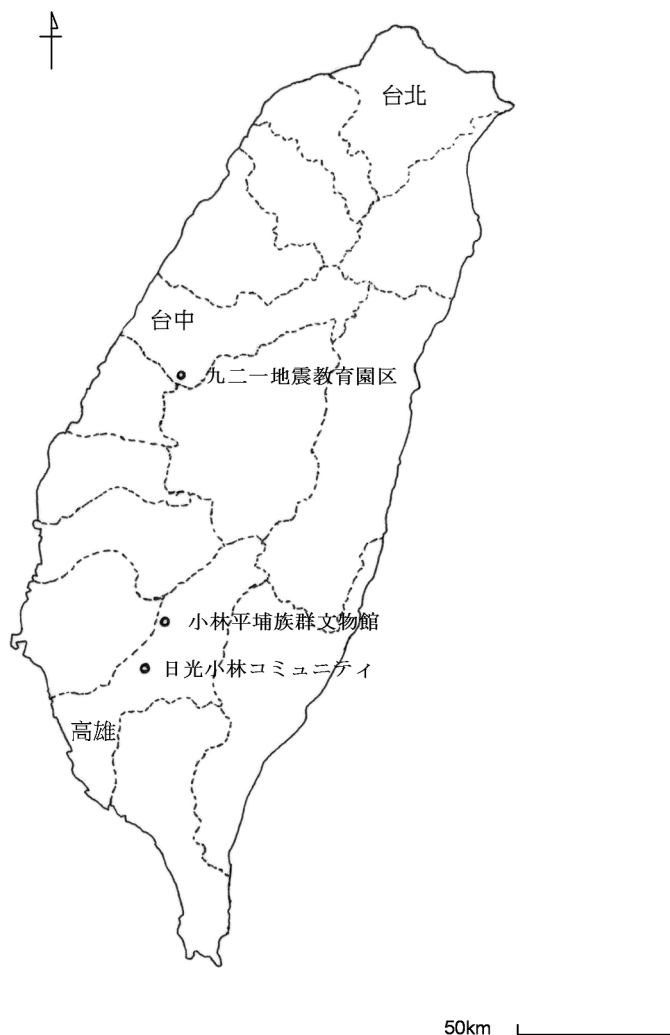 台北
台中
九二一地震教育園区
小林平埔族群文物館
日光小林コミュニティ
高雄
50km